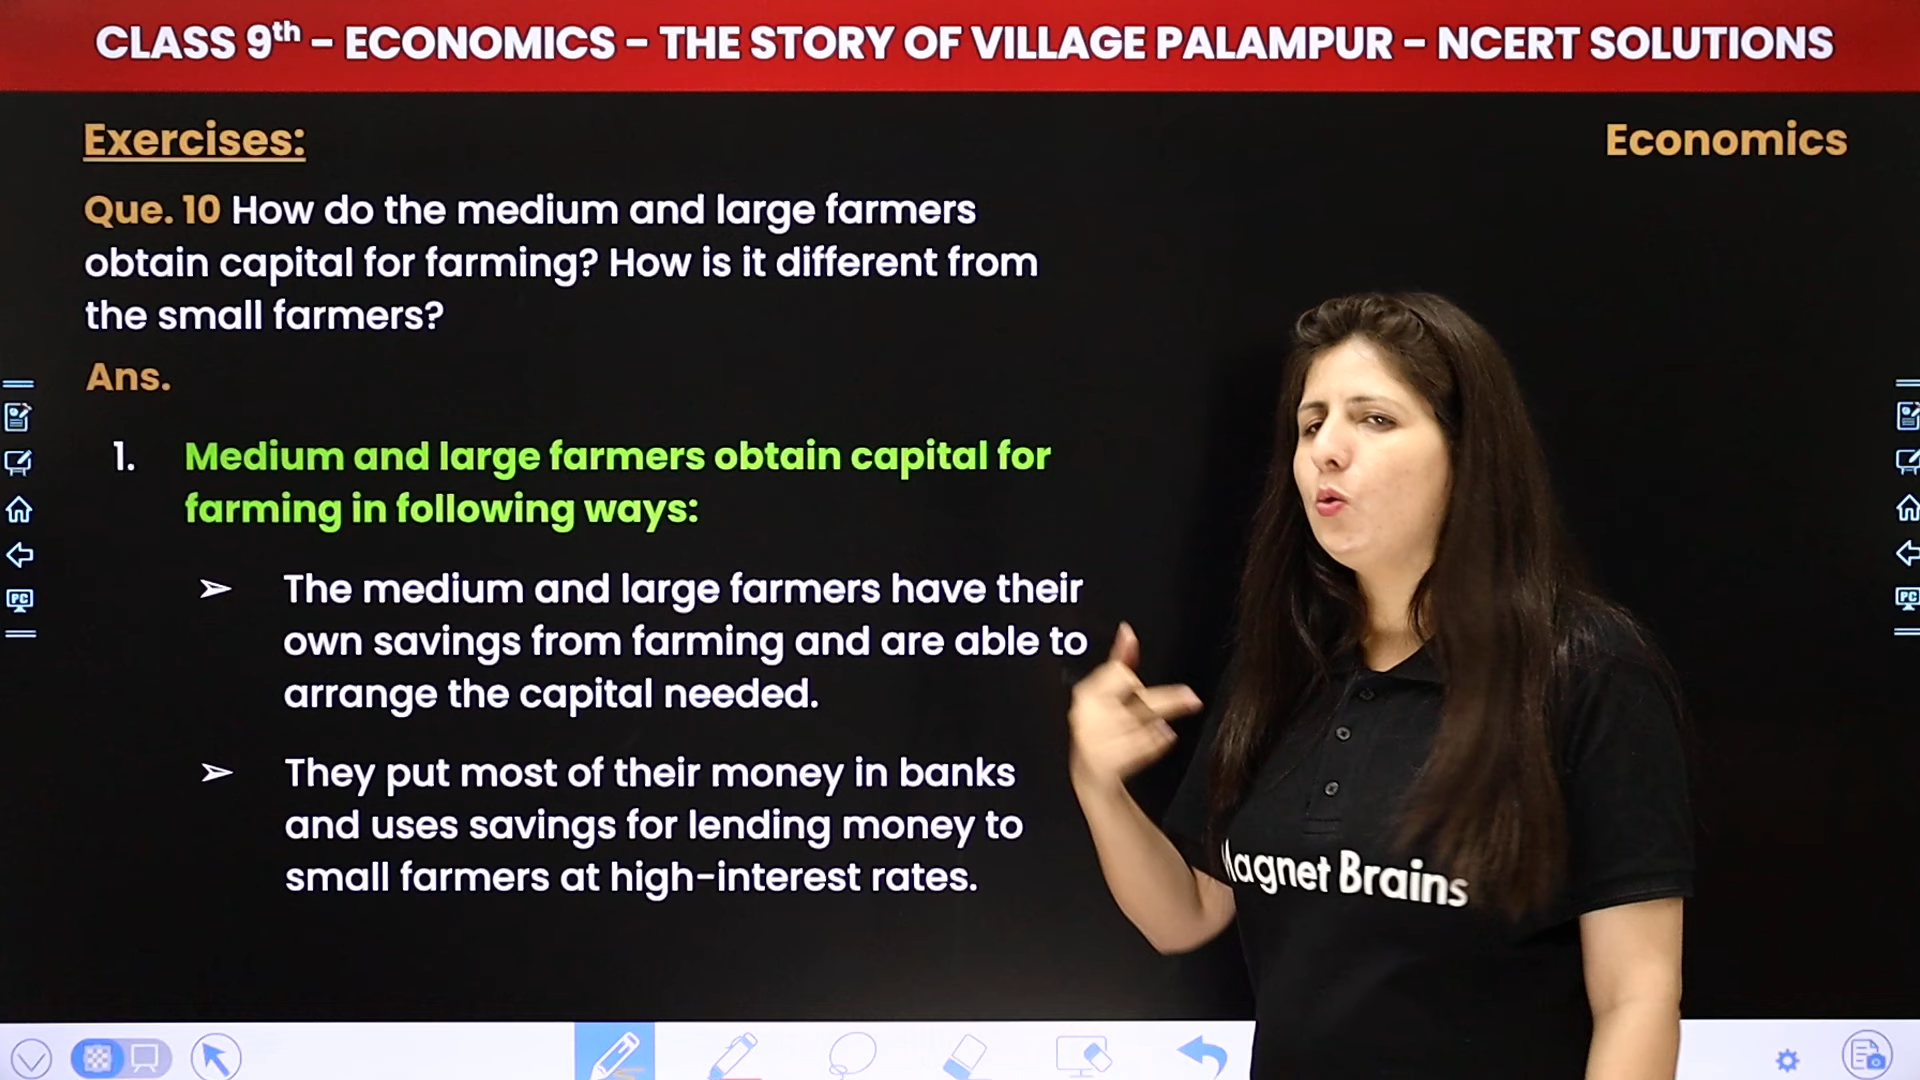 CLASS 9th - ECONOMICS - THE STORY OF VILLAGE PALAMPUR - NCERT SOLUTIONS
Exercises:
Economics
Que. 10 How do the medium and large farmers
obtain capital for farming? How is it different from
the small farmers?
Ans.
1. Medium and large farmers obtain capital for
farming in following ways:
➢ The medium and large farmers have their
own savings from farming and are able to
arrange the capital needed.
➢ They put most of their money in banks
and uses savings for lending money to
small farmers at high-interest rates.
Magnet Brains
PC
PC